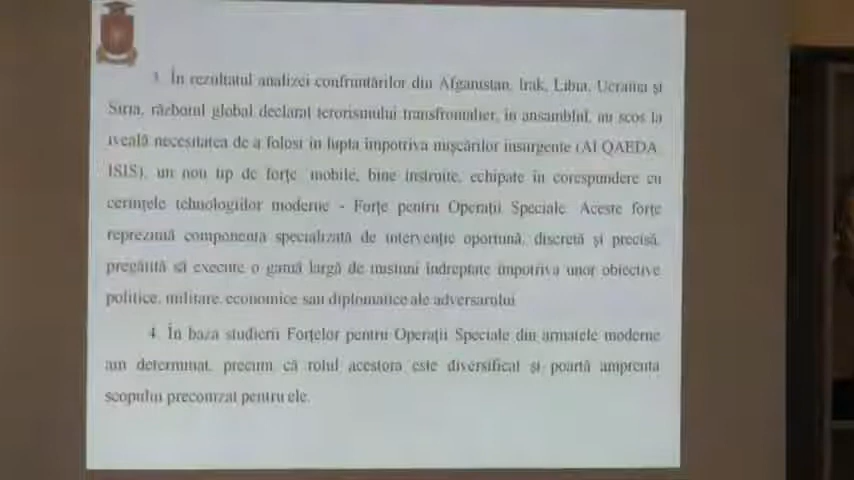 3. În rezultatul analizei confruntărilor din Afganistan, Irak, Libia, Ucraina și
Siria, războiul global declarat terorismului transfrontalier, în ansamblul, au scos la
iveală necesitatea de a folosi în lupta împotriva mișcărilor insurgente (Al QAEDA,
ISIS), un nou tip de forțe mobile, bine instruite, echipate în corespundere cu
cerințele tehnologiilor moderne - Forțe pentru Operații Speciale. Aceste forțe
reprezintă componenta specializată de intervenție oportună, discretă și precisă,
pregătită să execute o gamă largă de misiuni îndreptate împotriva unor obiective
politice, militare, economice sau diplomatice ale adversarului.
4. În baza studierii Forțelor pentru Operații Speciale din armatele moderne
am determinat, precum că rolul acestora este diversificat și poartă amprenta
scopului preconizat pentru ele.